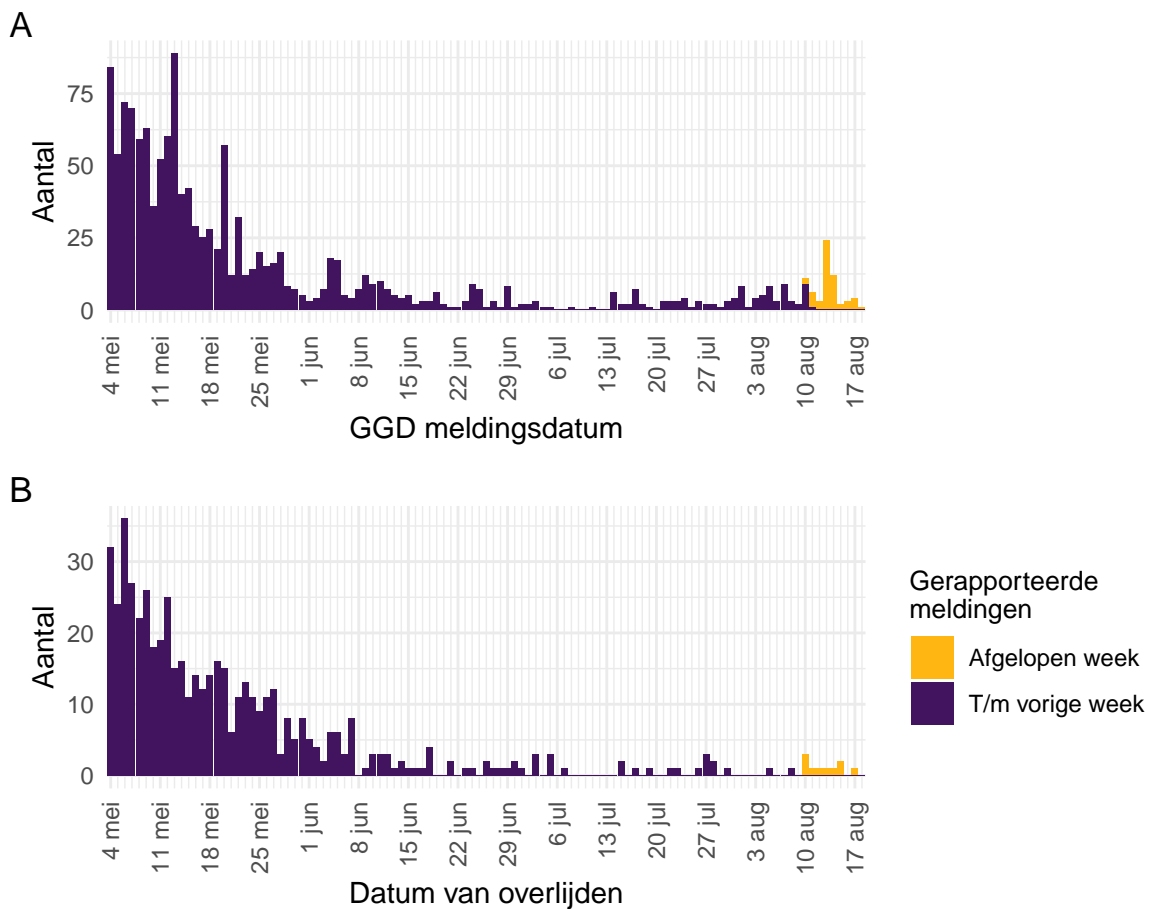 A
75
50
25
0
Aantal
4 mei
11 mei
18 mei
25 mei
1 jun
8 jun
15 jun
22 jun
29 jun
6 jul
13 jul
20 jul
27 jul
3 aug
10 aug
17 aug
GGD meldingsdatum
B
30
20
10
0
Aantal
4 mei
11 mei
18 mei
25 mei
1 jun
8 jun
15 jun
22 jun
29 jun
6 jul
13 jul
20 jul
27 jul
3 aug
10 aug
17 aug
Datum van overlijden
Gerapporteerde
meldingen
Afgelopen week
T/m vorige week